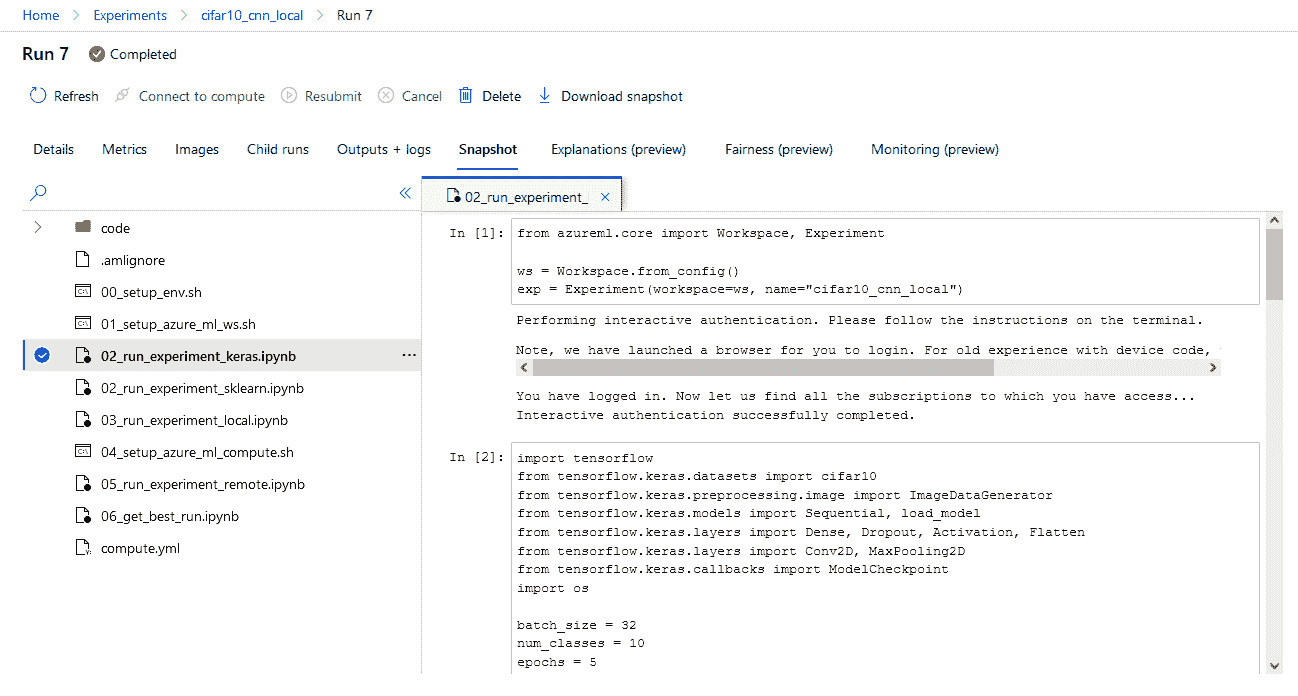 Home > Experiments > cifar10_cnn_local > Run 7
Run 7 Completed
Refresh Connect to compute Resubmit Cancel Delete Download snapshot
Details Metrics Images Child runs Outputs + logs Snapshot Explanations (preview) Fairness (preview) Monitoring (preview)
code
.amlignore
00_setup_env.sh
01_setup_azure_ml_ws.sh
02_run_experiment_keras.ipynb ...
02_run_experiment_sklearn.ipynb
03_run_experiment_local.ipynb
04_setup_azure_ml_compute.sh
05_run_experiment_remote.ipynb
06_get_best_run.ipynb
compute.yml
02_run_experiment_
In [1]: from azureml.core import Workspace, Experiment
ws = Workspace.from_config()
exp = Experiment(workspace=ws, name="cifar10_cnn_local")
Performing interactive authentication. Please follow the instructions on the terminal.
Note, we have launched a browser for you to login. For old experience with device code,
You have logged in. Now let us find all the subscriptions to which you have access...
Interactive authentication successfully completed.
In [2]: import tensorflow
from tensorflow.keras.datasets import cifar10
from tensorflow.keras.preprocessing.image import ImageDataGenerator
from tensorflow.keras.models import Sequential, load_model
from tensorflow.keras.layers import Dense, Dropout, Activation, Flatten
from tensorflow.keras.layers import Conv2D, MaxPooling2D
from tensorflow.keras.callbacks import ModelCheckpoint
import os
batch_size = 32
num_classes = 10
epochs = 5